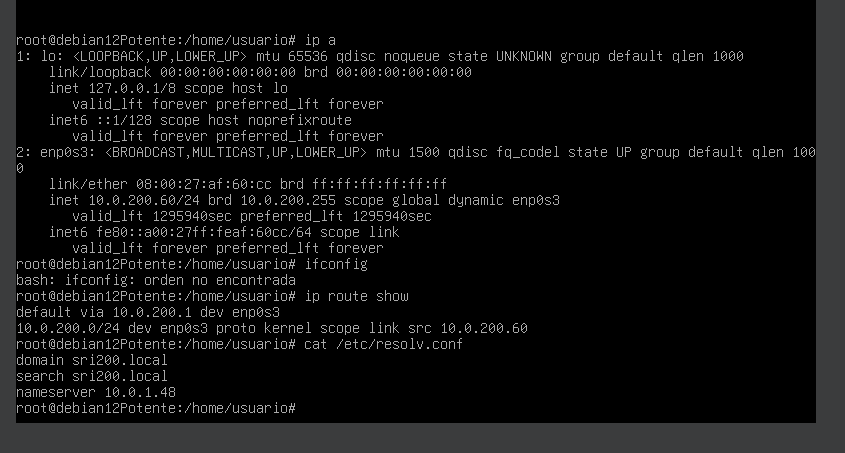 root@debian12Potente:/home/usuario# ip a
1: lo: <LOOPBACK,UP,LOWER_UP> mtu 65536 qdisc noqueue state UNKNOWN group default qlen 1000
    link/loopback 00:00:00:00:00:00 brd 00:00:00:00:00:00
    inet 127.0.0.1/8 scope host lo
       valid_lft forever preferred_lft forever
    inet6 ::1/128 scope host noprefixroute
       valid_lft forever preferred_lft forever
2: enp0s3: <BROADCAST,MULTICAST,UP,LOWER_UP> mtu 1500 qdisc fq_codel state UP group default qlen 100
0
    link/ether 08:00:27:af:60:cc brd ff:ff:ff:ff:ff:ff
    inet 10.0.200.60/24 brd 10.0.200.255 scope global dynamic enp0s3
       valid_lft 1295940sec preferred_lft 1295940sec
    inet6 fe80::a00:27ff:feaf:60cc/64 scope link
       valid_lft forever preferred_lft forever
root@debian12Potente:/home/usuario# ifconfig
bash: ifconfig: orden no encontrada
root@debian12Potente:/home/usuario# ip route show
default via 10.0.200.1 dev enp0s3
10.0.200.0/24 dev enp0s3 proto kernel scope link src 10.0.200.60
root@debian12Potente:/home/usuario# cat /etc/resolv.conf
domain sri200.local
search sri200.local
nameserver 10.0.1.48
root@debian12Potente:/home/usuario#